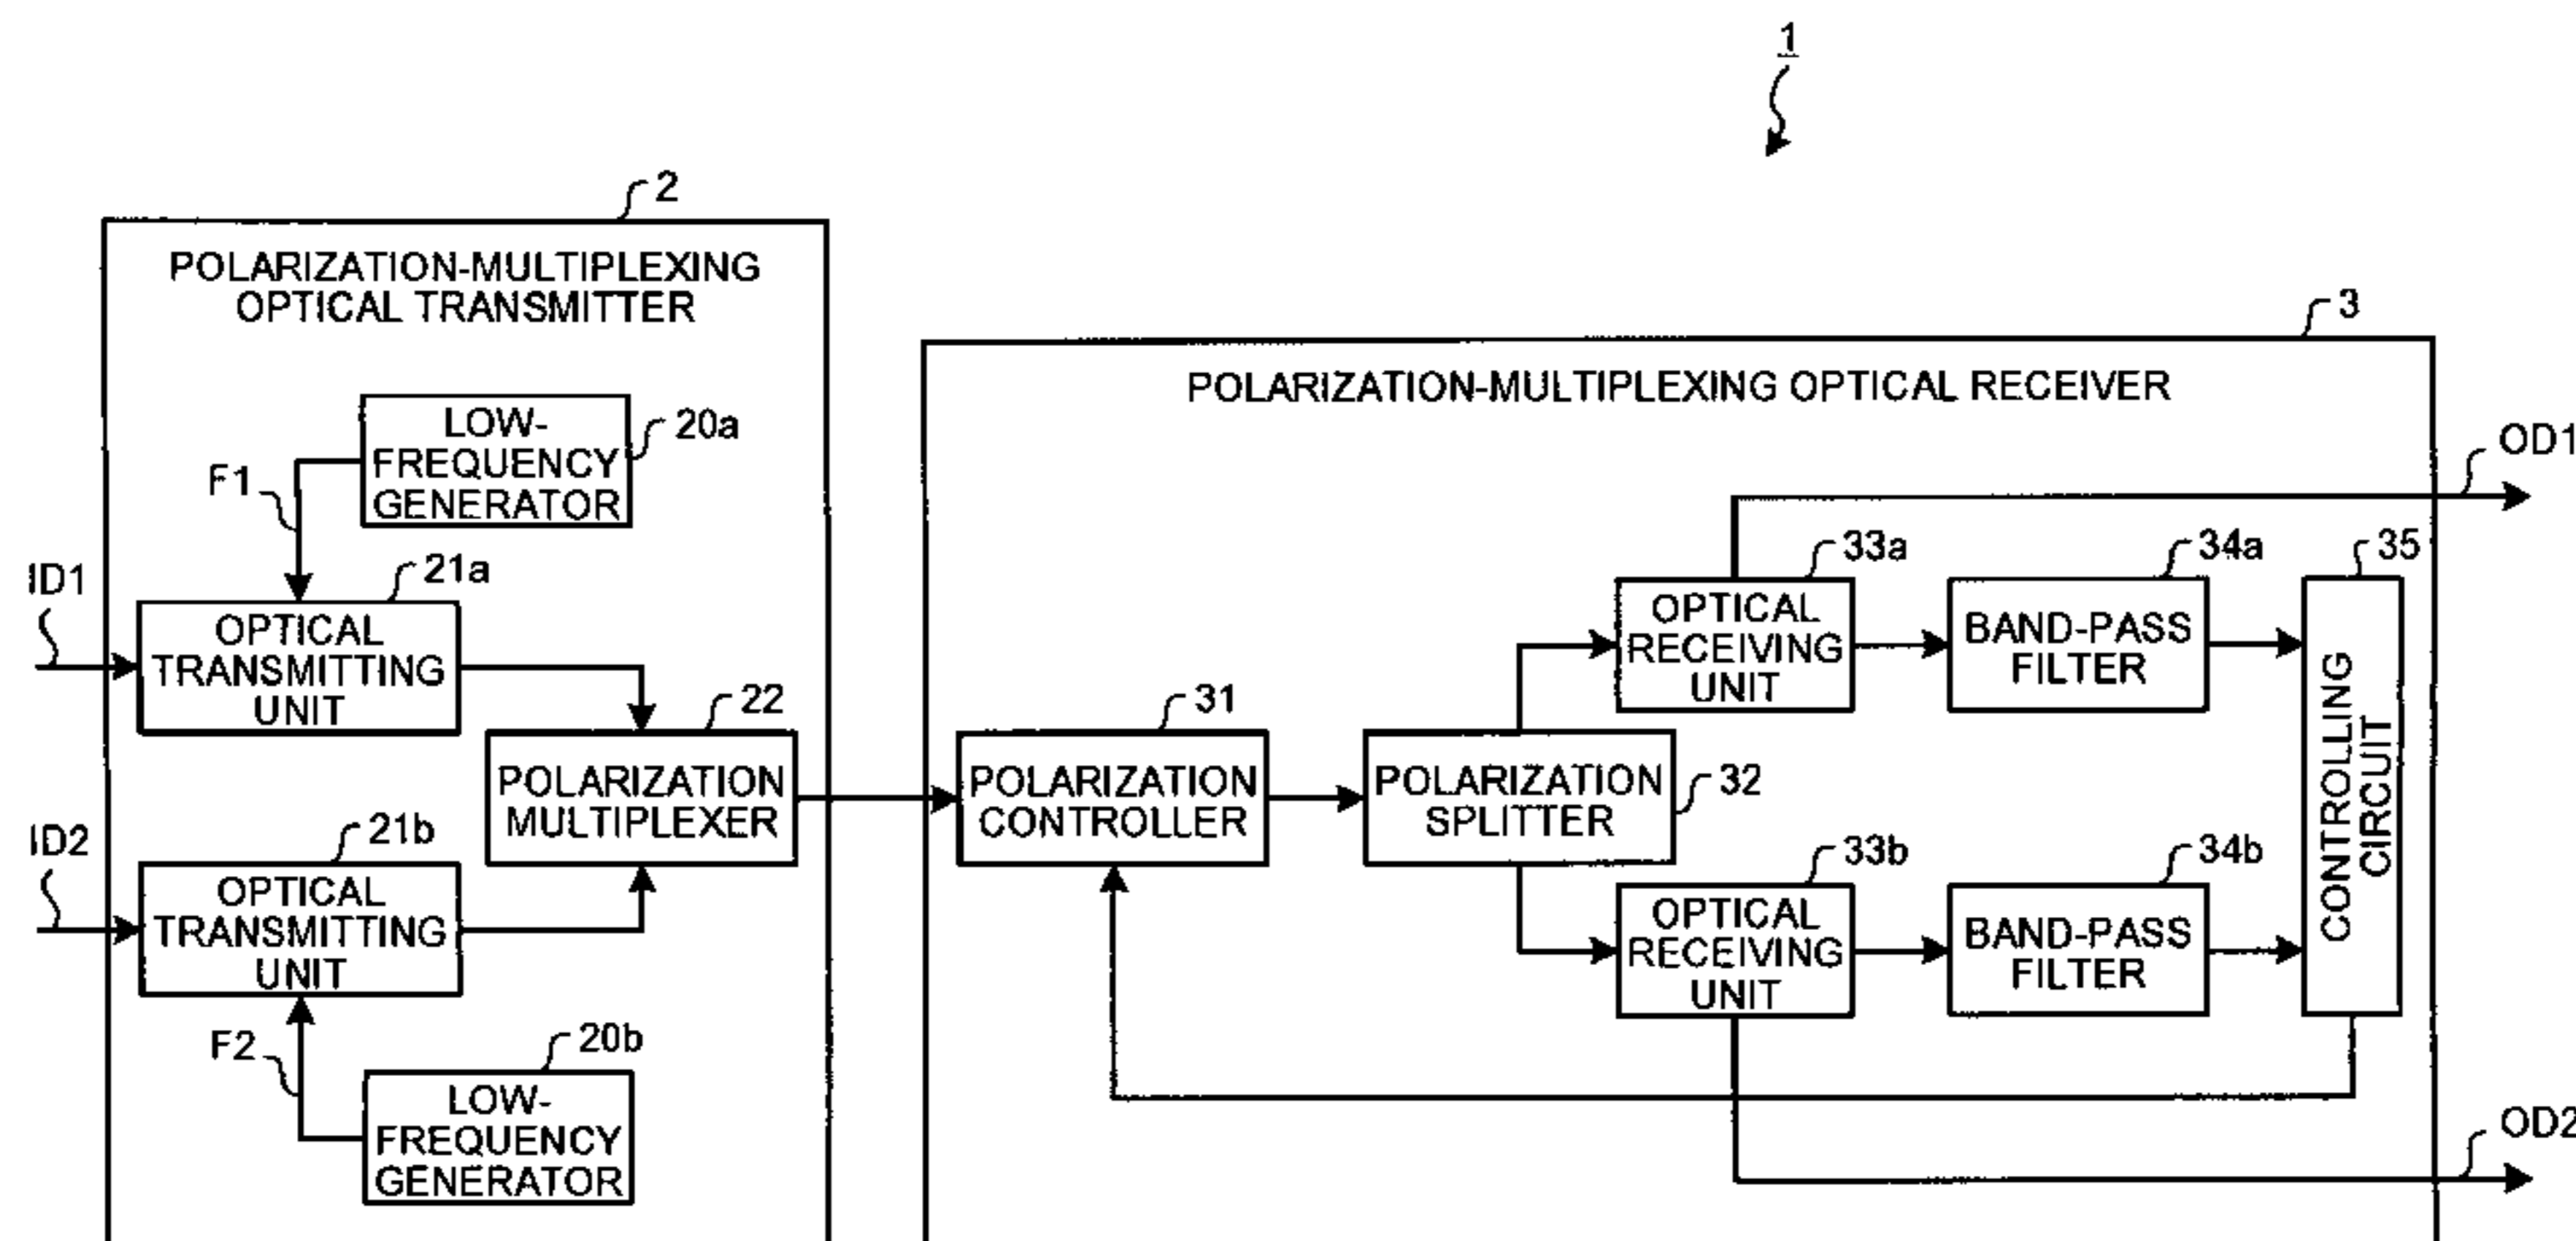 1
2
POLARIZATION-MULTIPLEXING
OPTICAL TRANSMITTER
3
POLARIZATION-MULTIPLEXING OPTICAL RECEIVER
LOW-
FREQUENCY
GENERATOR
20a
F1
OD1
ID1
21a
OPTICAL
TRANSMITTING
UNIT
33a
OPTICAL
RECEIVING
UNIT
34a
BAND-PASS
FILTER
35
CONTROLLING
CIRCUIT
22
POLARIZATION
MULTIPLEXER
31
POLARIZATION
CONTROLLER
POLARIZATION
SPLITTER
32
ID2
21b
OPTICAL
TRANSMITTING
UNIT
33b
OPTICAL
RECEIVING
UNIT
34b
BAND-PASS
FILTER
F2
20b
LOW-
FREQUENCY
GENERATOR
OD2